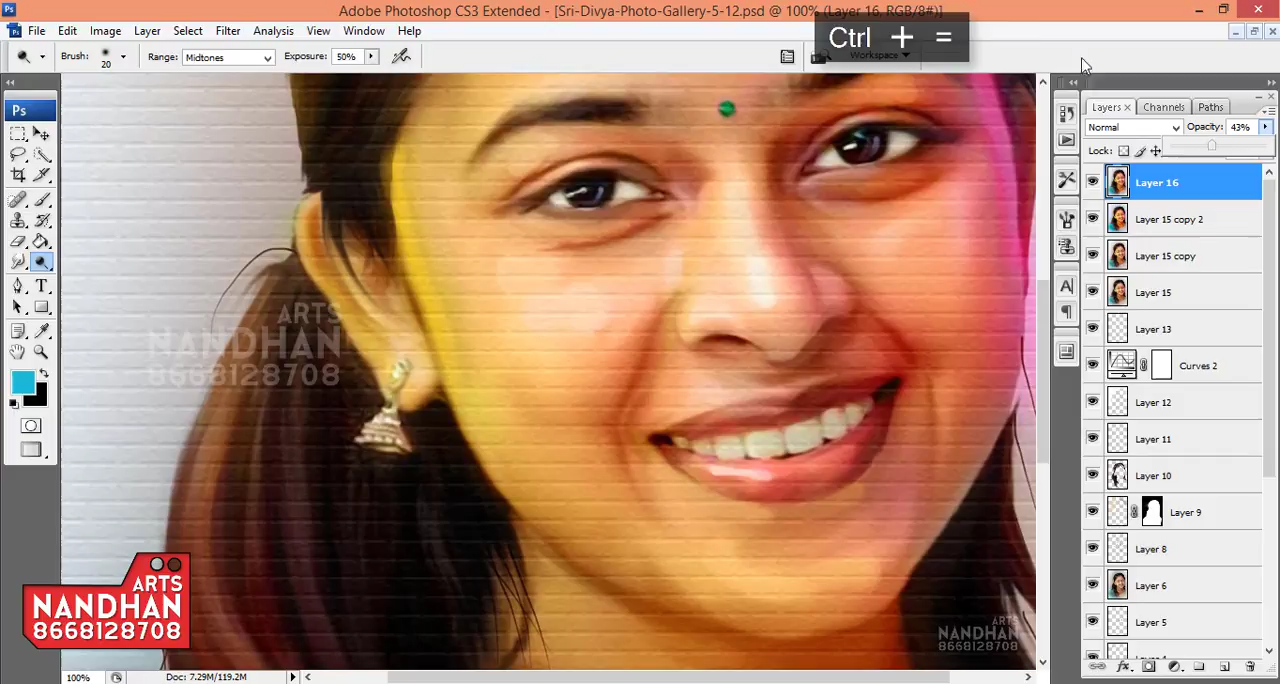 Ps Adobe Photoshop CS3 Extended - [Sri-Divya-Photo-Gallery-5-12.psd @ 100% (Layer 16, RGB/8#)]
Ctrl + =
File Edit Image Layer Select Filter Analysis View Window Help
Brush: 20 Range: Midtones Exposure: 50% Workspace
Ps
Layers × Channels Paths
Normal Opacity: 43%
Lock:
Layer 16
Layer 15 copy 2
Layer 15 copy
Layer 15
Layer 13
Curves 2
Layer 12
Layer 11
Layer 10
Layer 9
Layer 8
Layer 6
Layer 5
ARTS
NANDHAN
8668128708
ARTS
NANDHAN
8668128708
ARTS
NANDHAN
8668128708
100% Doc: 7.29M/119.2M